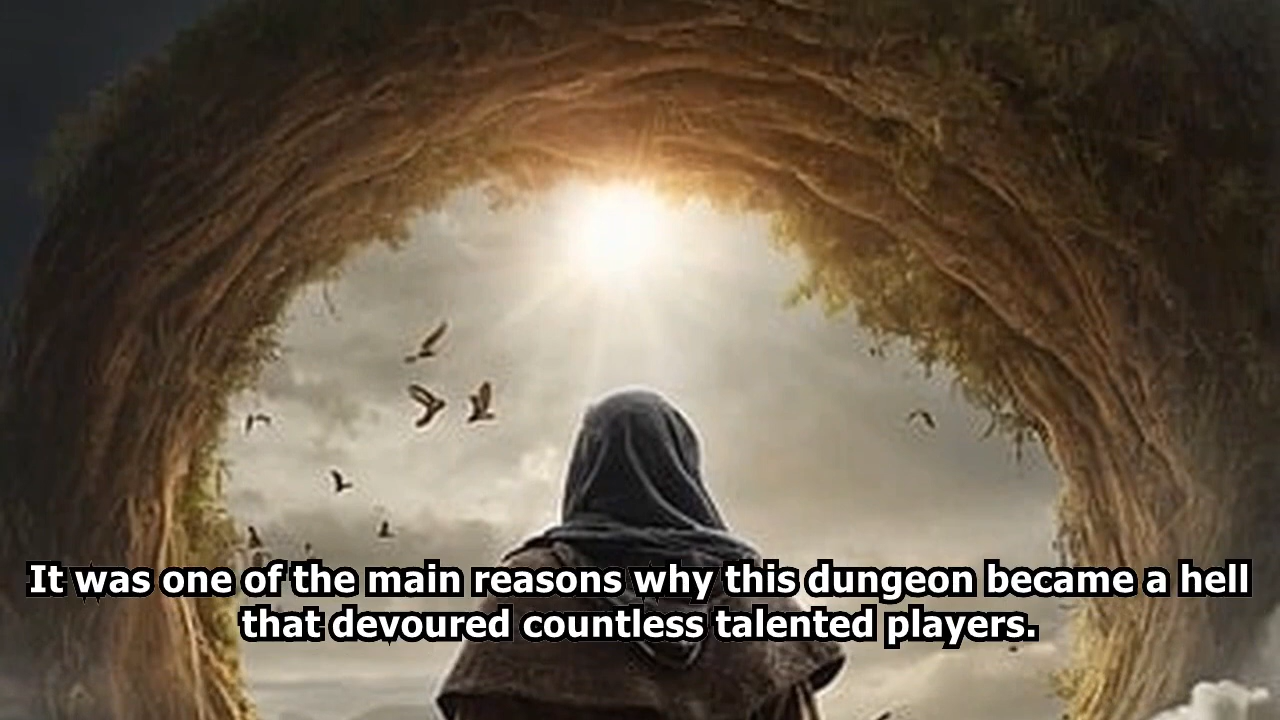 It was one of the main reasons why this dungeon became a hell
that devoured countless talented players.